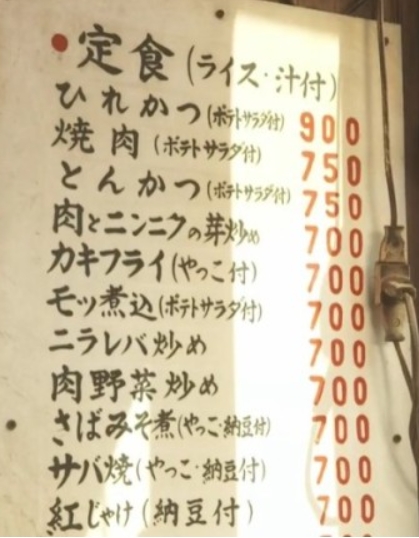 定食(ライス・汁付)
ひれかつ(ポテトサラダ付) 900
焼肉(ポテトサラダ付) 750
とんかつ(ポテトサラダ付) 750
肉とニンニクの芽炒め 700
カキフライ(やっこ付) 700
モツ煮込(ポテトサラダ付) 700
ニラレバ炒め 700
肉野菜炒め 700
さばみそ煮(やっこ・納豆付) 700
サバ焼(やっこ・納豆付) 700
紅じゃけ(納豆付) 700